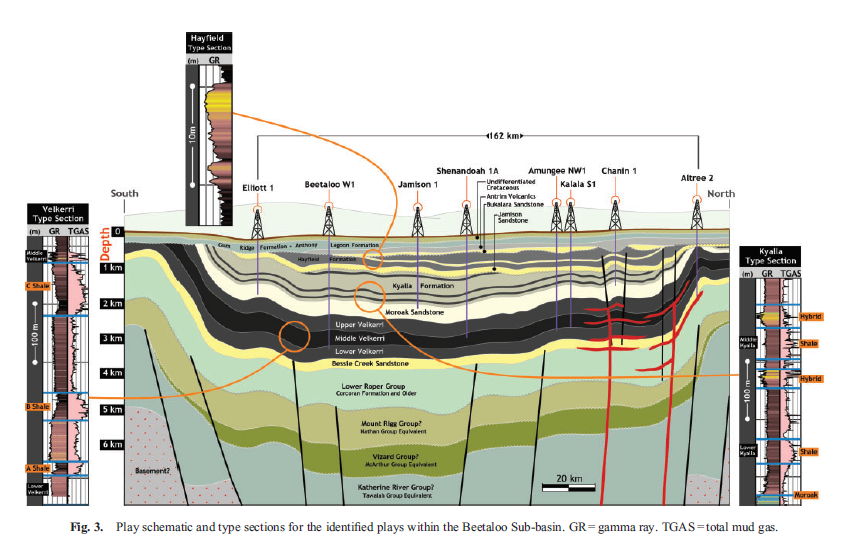 Hayfield
Type Section
(m) GR
10m
162 km
Elliott 1
Beetaloo W1
Jamison 1
Shenandoah 1A
Amungee NW1
Kalala S1
Chanin 1
Altree 2
South
North
Undifferentiated
Cretaceous
Antrim Volcanics
Bukalara Sandstone
Jamison
Sandstone
Velkerri
Type Section
(m) GR TGAS
Middle
Velkerri
C Shale
100 m
B Shale
A Shale
Lower
Velkerri
Depth
0
1 km
2 km
3 km
4 km
5 km
6 km
Ridge Formation - Anthony Lagoon Formation
Hayfield Formation
Kyalla Formation
Moroak Sandstone
Upper Velkerri
Middle Velkerri
Lower Velkerri
Bessie Creek Sandstone
Lower Roper Group
Corcoran Formation and Older
Mount Rigg Group?
Nathan Group Equivalent
Vizard Group?
McArthur Group Equivalent
Katherine River Group?
Tawallah Group Equivalent
Basement?
20 km
Kyalla
Type Section
(m) GR TGAS
Hybrid
Middle
Kyalla
Shale
Hybrid
100 m
Lower
Kyalla
Shale
Moroak
Fig. 3. Play schematic and type sections for the identified plays within the Beetaloo Sub-basin. GR = gamma ray. TGAS = total mud gas.